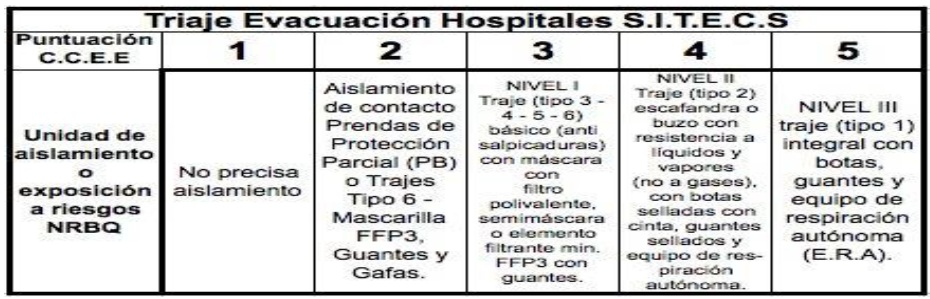 Triaje Evacuación Hospitales S.I.T.E.C.S
Puntuación
C.C.E.E
1
2
3
4
5
Unidad de
aislamiento
o
exposición
a riesgos
NRBQ
No precisa
aislamiento
Aislamiento
de contacto
Prendas de
Protección
Parcial (PB)
o Trajes
Tipo 6 -
Mascarilla
FFP3,
Guantes y
Gafas.
NIVEL I
Traje (tipo 3 -
4 - 5 - 6)
básico (anti
salpicaduras)
con máscara
con
filtro
polivalente,
semimáscara
o elemento
filtrante min.
FFP3 con
guantes.
NIVEL II
Traje (tipo 2)
escafandra o
buzo con
resistencia a
líquidos y
vapores
(no a gases),
con botas
selladas con
cinta, guantes
sellados y
equipo de res-
piración
autónoma.
NIVEL III
traje (tipo 1)
integral con
botas,
guantes y
equipo de
respiración
autónoma
(E.R.A).